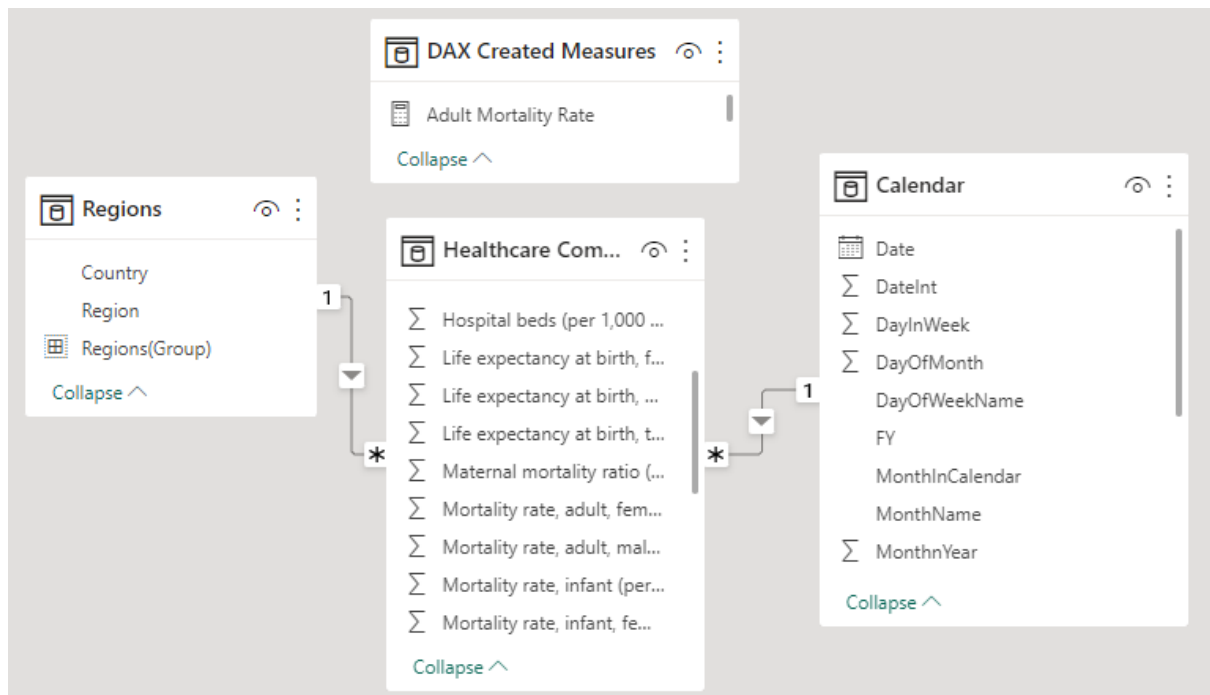 DAX Created Measures
Adult Mortality Rate
Collapse
Regions
Country
Region
Regions(Group)
Collapse
1
*
Healthcare Com...
Hospital beds (per 1,000 ...
Life expectancy at birth, f...
Life expectancy at birth, ...
Life expectancy at birth, t...
Maternal mortality ratio (...
Mortality rate, adult, fem...
Mortality rate, adult, mal...
Mortality rate, infant (per...
Mortality rate, infant, fe...
Collapse
*
1
Calendar
Date
DateInt
DayInWeek
DayOfMonth
DayOfWeekName
FY
MonthInCalendar
MonthName
MonthnYear
Collapse